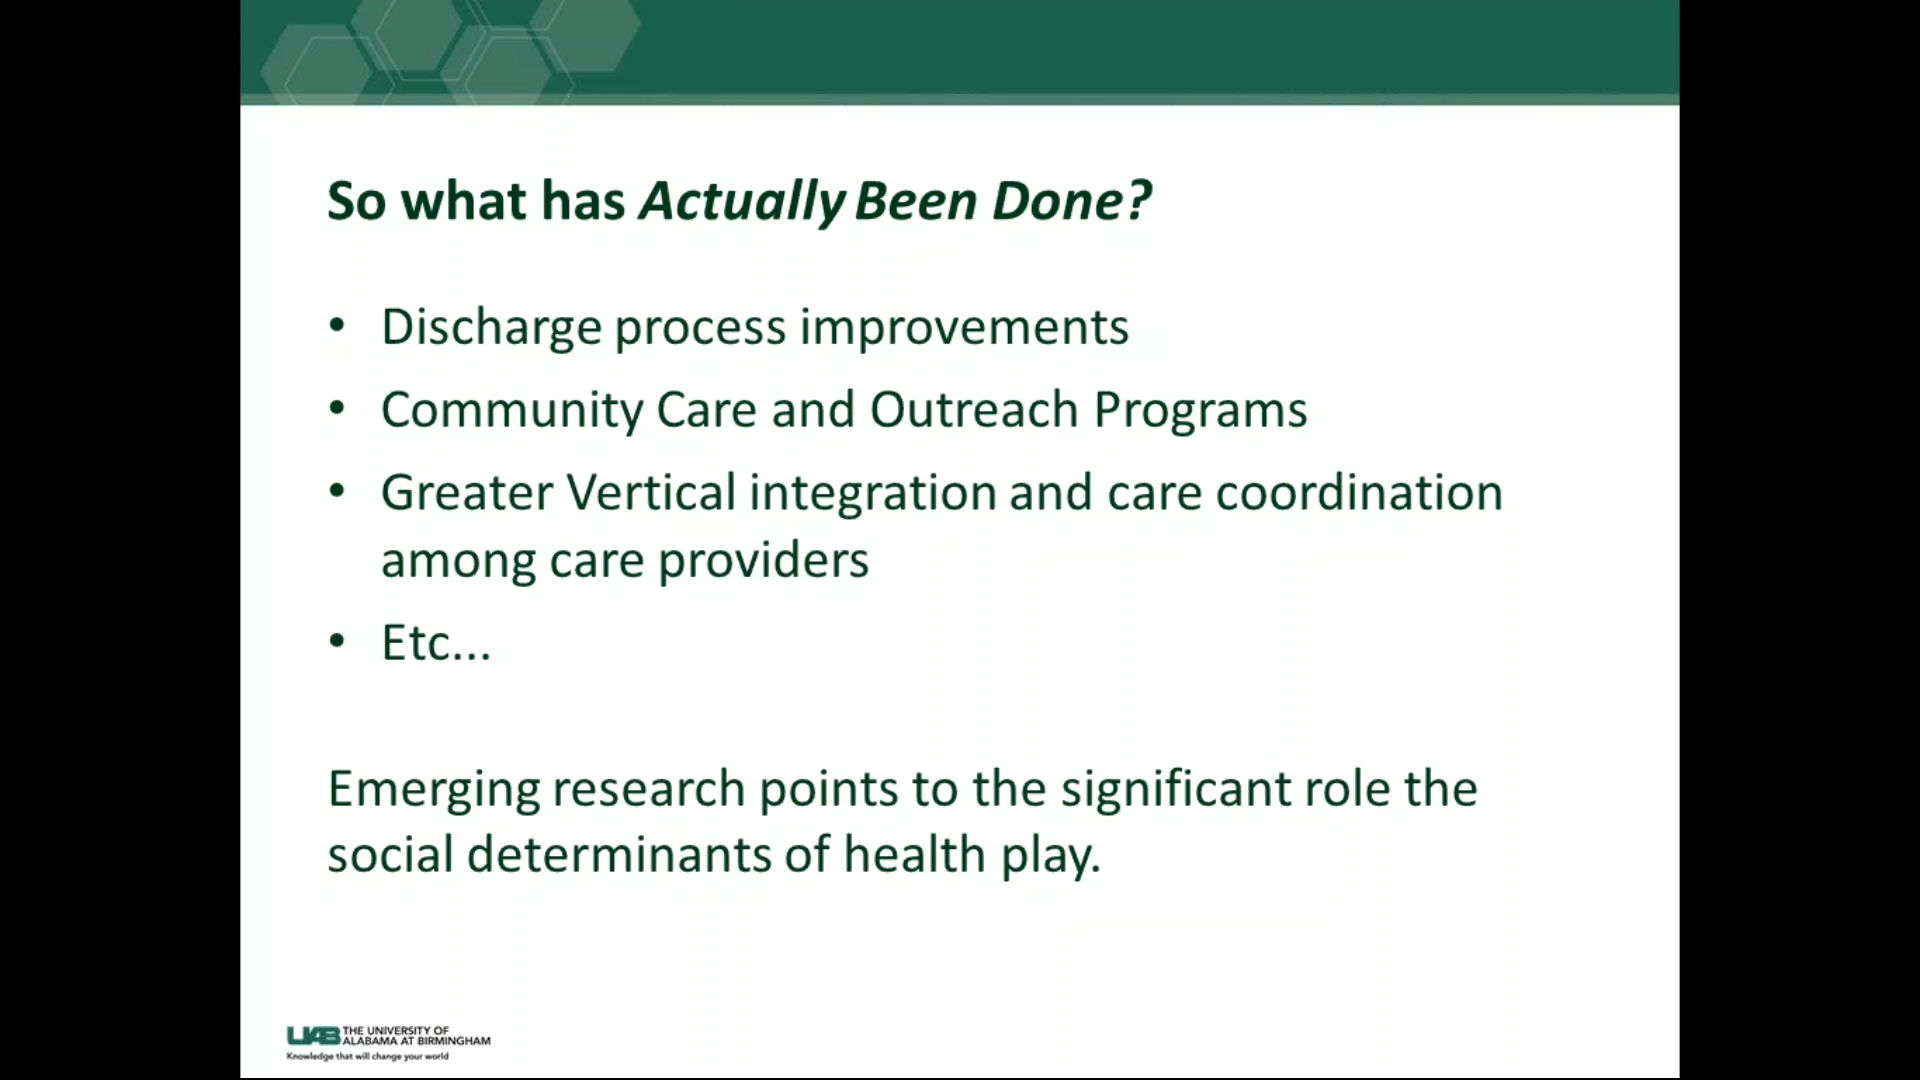 So what has Actually Been Done?
• Discharge process improvements
• Community Care and Outreach Programs
• Greater Vertical integration and care coordination
among care providers
• Etc...
Emerging research points to the significant role the
social determinants of health play.
UAB THE UNIVERSITY OF
ALABAMA AT BIRMINGHAM
Knowledge that will change your world